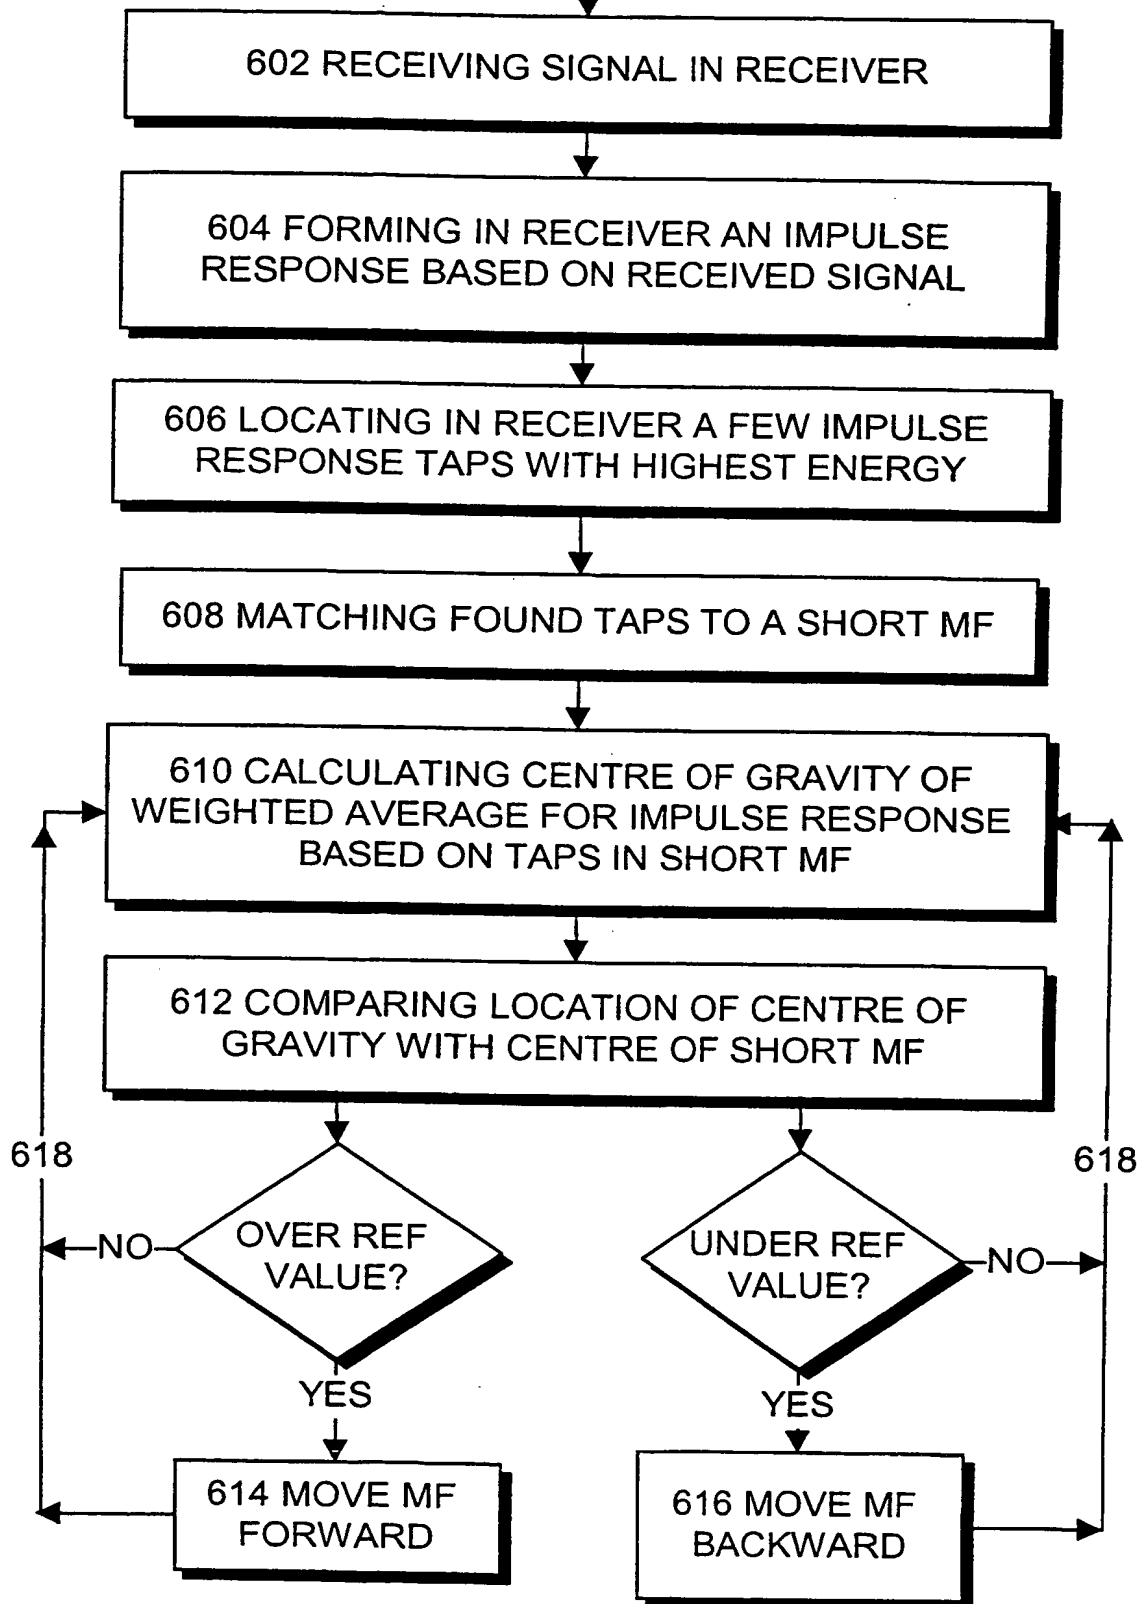 602 RECEIVING SIGNAL IN RECEIVER
604 FORMING IN RECEIVER AN IMPULSE
RESPONSE BASED ON RECEIVED SIGNAL
606 LOCATING IN RECEIVER A FEW IMPULSE
RESPONSE TAPS WITH HIGHEST ENERGY
608 MATCHING FOUND TAPS TO A SHORT MF
610 CALCULATING CENTRE OF GRAVITY OF
WEIGHTED AVERAGE FOR IMPULSE RESPONSE
BASED ON TAPS IN SHORT MF
612 COMPARING LOCATION OF CENTRE OF
GRAVITY WITH CENTRE OF SHORT MF
618
618
NO
OVER REF
VALUE?
UNDER REF
VALUE?
NO
YES
YES
614 MOVE MF
FORWARD
616 MOVE MF
BACKWARD